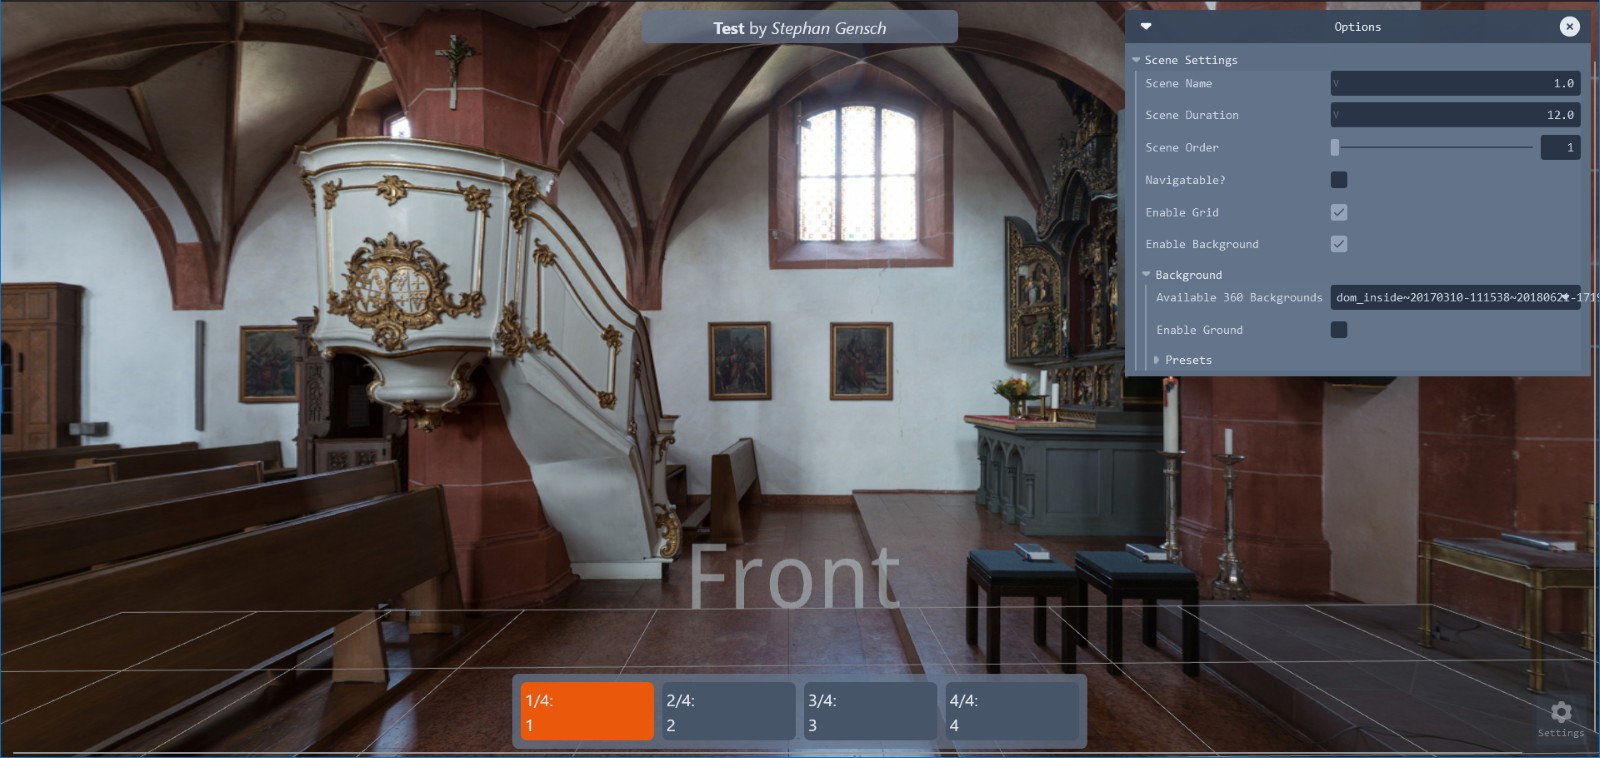 Test by Stephan Gensch
Options
Scene Settings
Scene Name
V
1.0
Scene Duration
V
12.0
Scene Order
1
Navigatable?
Enable Grid
Enable Background
Background
Available 360 Backgrounds
Enable Ground
Presets
Front
1/4:
1
2/4:
2
3/4:
3
4/4:
4
Settings